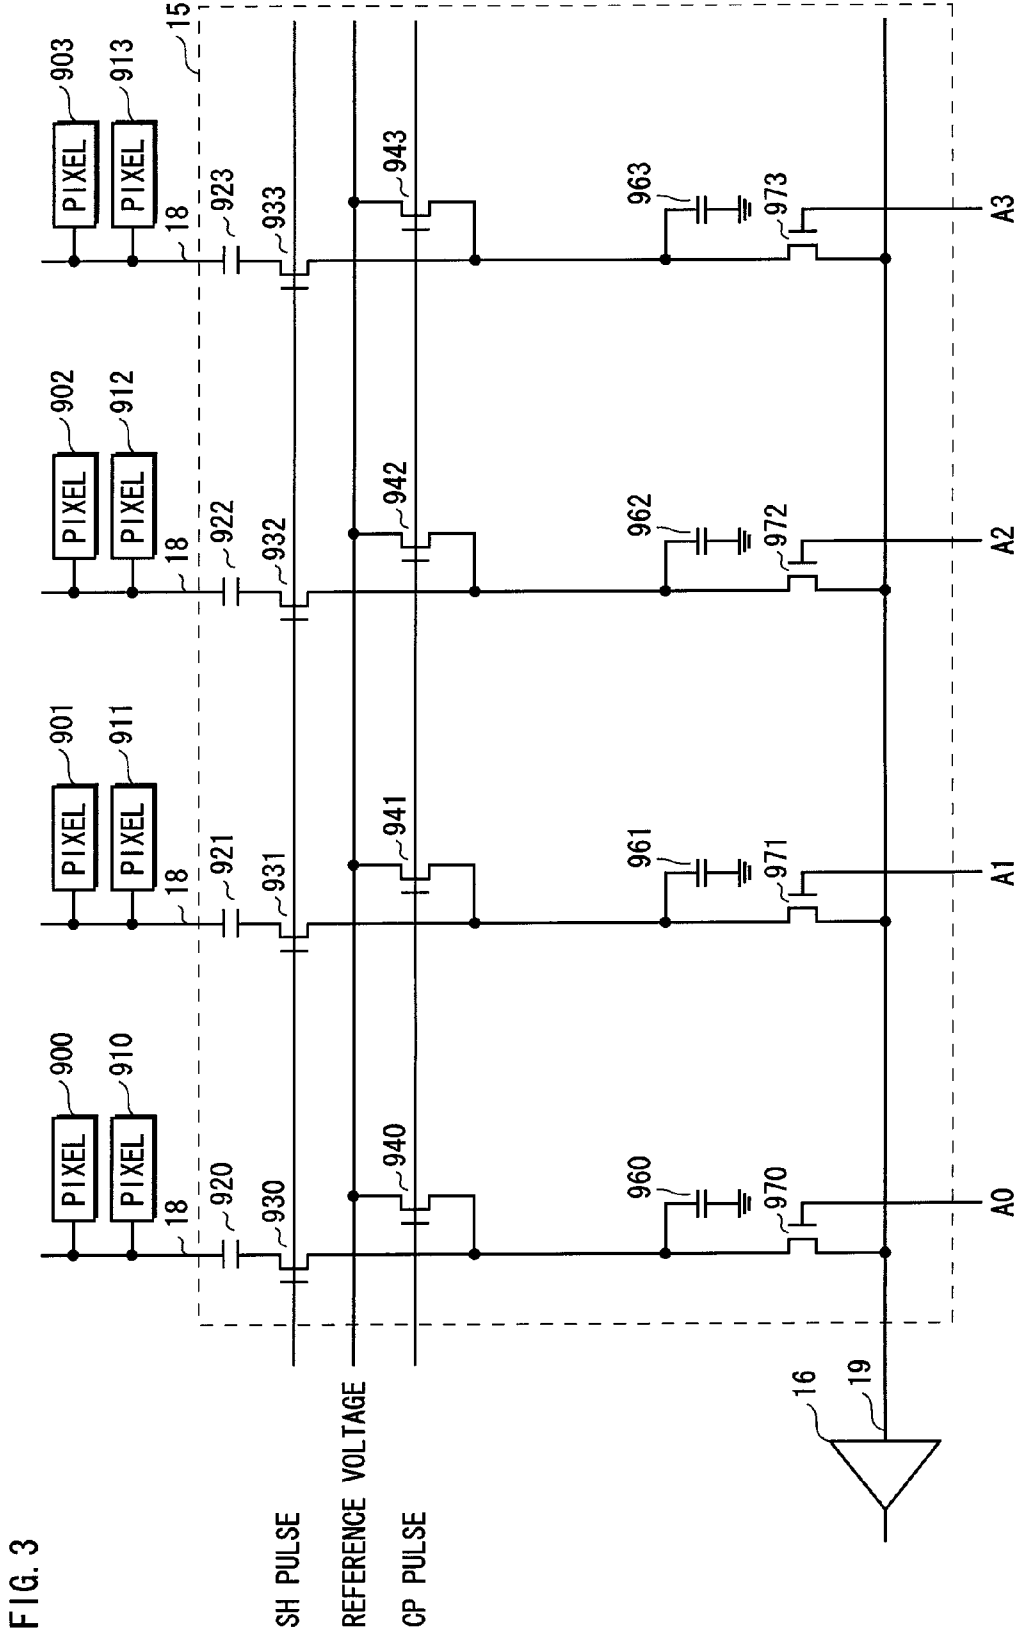 FIG. 3
900
901
902
903
PIXEL
PIXEL
PIXEL
PIXEL
910
911
912
913
PIXEL
PIXEL
PIXEL
PIXEL
18
18
18
18
15
920
921
922
923
930
931
932
933
SH PULSE
REFERENCE VOLTAGE
940
941
942
943
CP PULSE
960
961
962
963
970
971
972
973
16
19
A0
A1
A2
A3